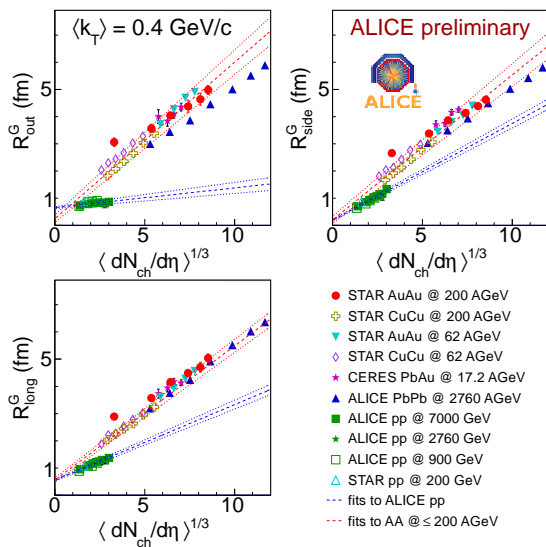 ⟨k_T⟩ = 0.4 GeV/c
ALICE preliminary
ALICE
R^G_out (fm)
5
1
0 5 10
⟨ dN_ch/dη ⟩^1/3
R^G_side (fm)
5
1
0 5 10
⟨ dN_ch/dη ⟩^1/3
R^G_long (fm)
5
1
0 5 10
⟨ dN_ch/dη ⟩^1/3
STAR AuAu @ 200 AGeV
STAR CuCu @ 200 AGeV
STAR AuAu @ 62 AGeV
STAR CuCu @ 62 AGeV
CERES PbAu @ 17.2 AGeV
ALICE PbPb @ 2760 AGeV
ALICE pp @ 7000 GeV
ALICE pp @ 2760 GeV
ALICE pp @ 900 GeV
STAR pp @ 200 GeV
fits to ALICE pp
fits to AA @ ≤ 200 AGeV